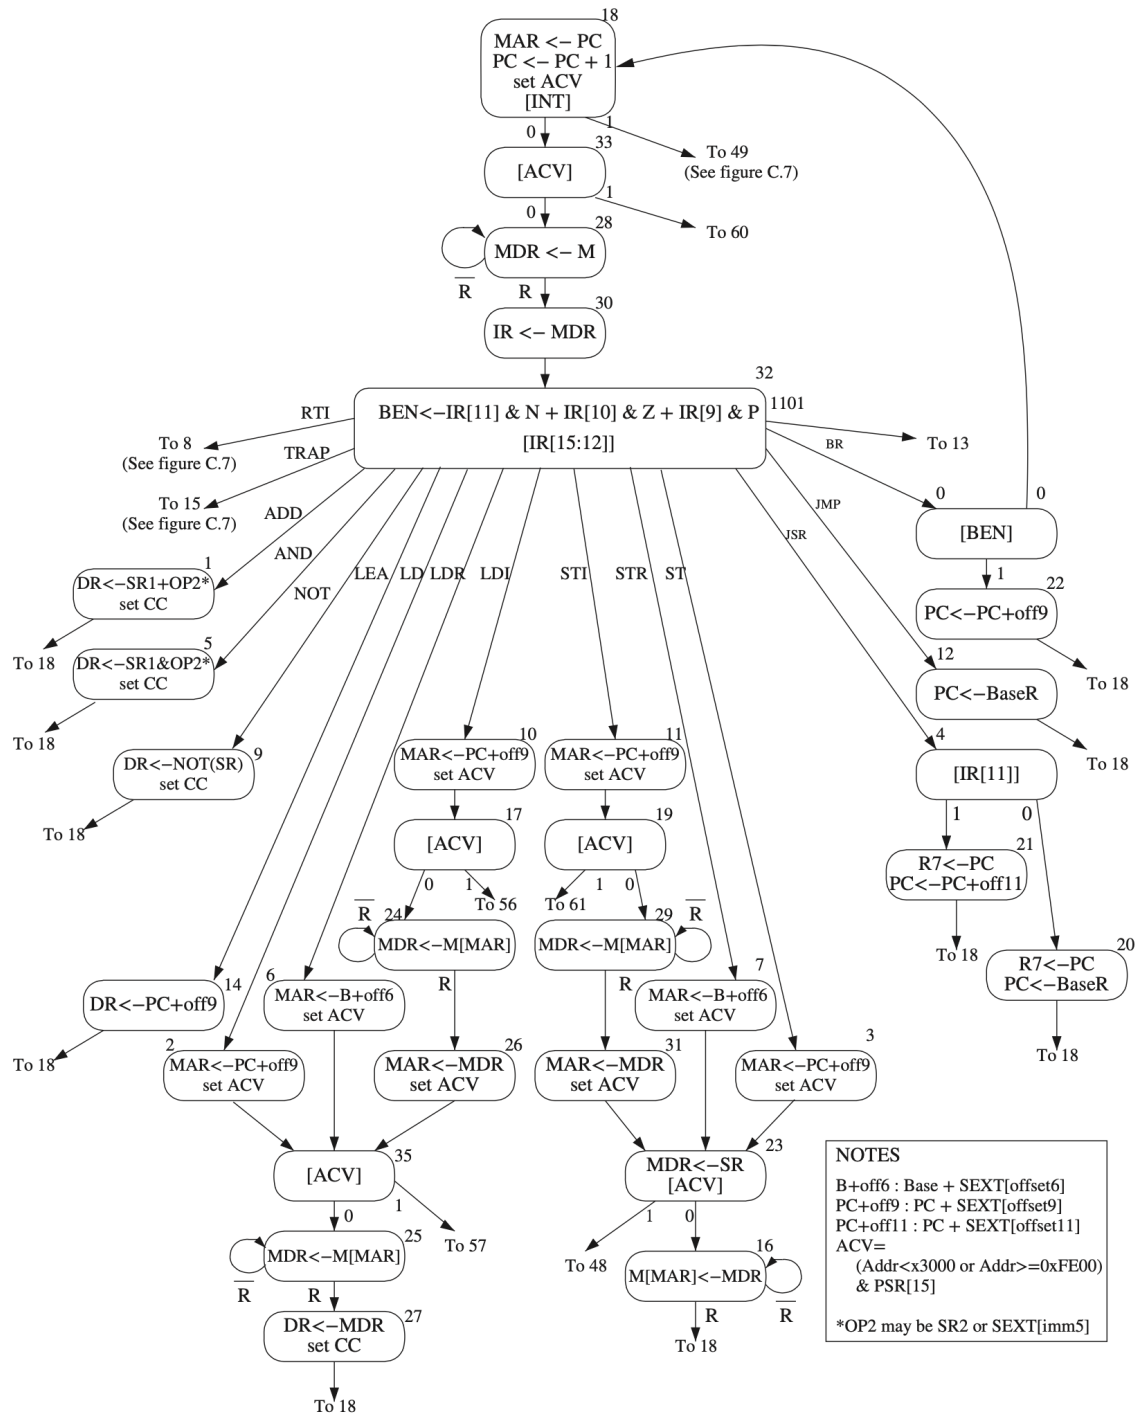 18
MAR <– PC
PC <– PC + 1
set ACV
[INT]
0
1
To 49
(See figure C.7)
33
[ACV]
1
0
To 60
28
MDR <– M
R
R
30
IR <– MDR
32
BEN<–IR[11] & N + IR[10] & Z + IR[9] & P
[IR[15:12]]
1101
To 13
RTI
To 8
(See figure C.7)
TRAP
To 15
(See figure C.7)
BR
JMP
JSR
ADD
AND
NOT
LEA
LD
LDR
LDI
STI
STR
ST
0
0
[BEN]
1
22
PC<–PC+off9
To 18
12
PC<–BaseR
To 18
4
[IR[11]]
1
0
21
R7<–PC
PC<–PC+off11
To 18
20
R7<–PC
PC<–BaseR
To 18
1
DR<–SR1+OP2*
set CC
To 18
5
DR<–SR1&OP2*
set CC
To 18
9
DR<–NOT(SR)
set CC
To 18
10
MAR<–PC+off9
set ACV
17
[ACV]
0
1
To 56
R
24
MDR<–M[MAR]
R
26
MAR<–MDR
set ACV
11
MAR<–PC+off9
set ACV
19
[ACV]
1
0
To 61
29
R
MDR<–M[MAR]
R
31
MAR<–MDR
set ACV
14
DR<–PC+off9
To 18
2
MAR<–PC+off9
set ACV
6
MAR<–B+off6
set ACV
7
MAR<–B+off6
set ACV
3
MAR<–PC+off9
set ACV
35
[ACV]
0
1
To 57
25
MDR<–M[MAR]
R
R
27
DR<–MDR
set CC
To 18
23
MDR<–SR
[ACV]
1
0
To 48
16
M[MAR]<–MDR
R
R
To 18
NOTES
B+off6 : Base + SEXT[offset6]
PC+off9 : PC + SEXT[offset9]
PC+off11 : PC + SEXT[offset11]
ACV=
(Addr<x3000 or Addr>=0xFE00)
& PSR[15]
*OP2 may be SR2 or SEXT[imm5]